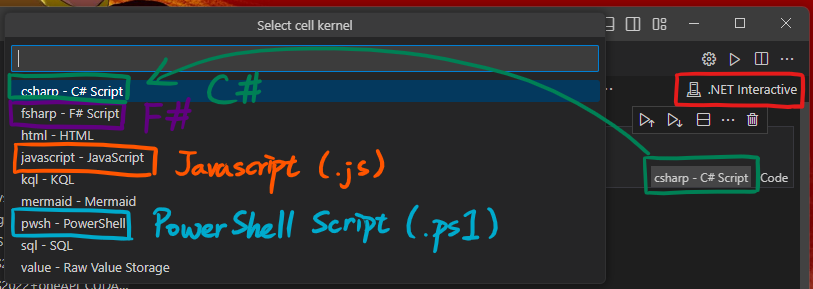 Select cell kernel
csharp - C# Script
C#
fsharp - F# Script
F#
html - HTML
javascript - JavaScript
Javascript (.js)
kql - KQL
mermaid - Mermaid
pwsh - PowerShell
PowerShell Script (.ps1)
sql - SQL
value - Raw Value Storage
.NET Interactive
csharp - C# Script
Code